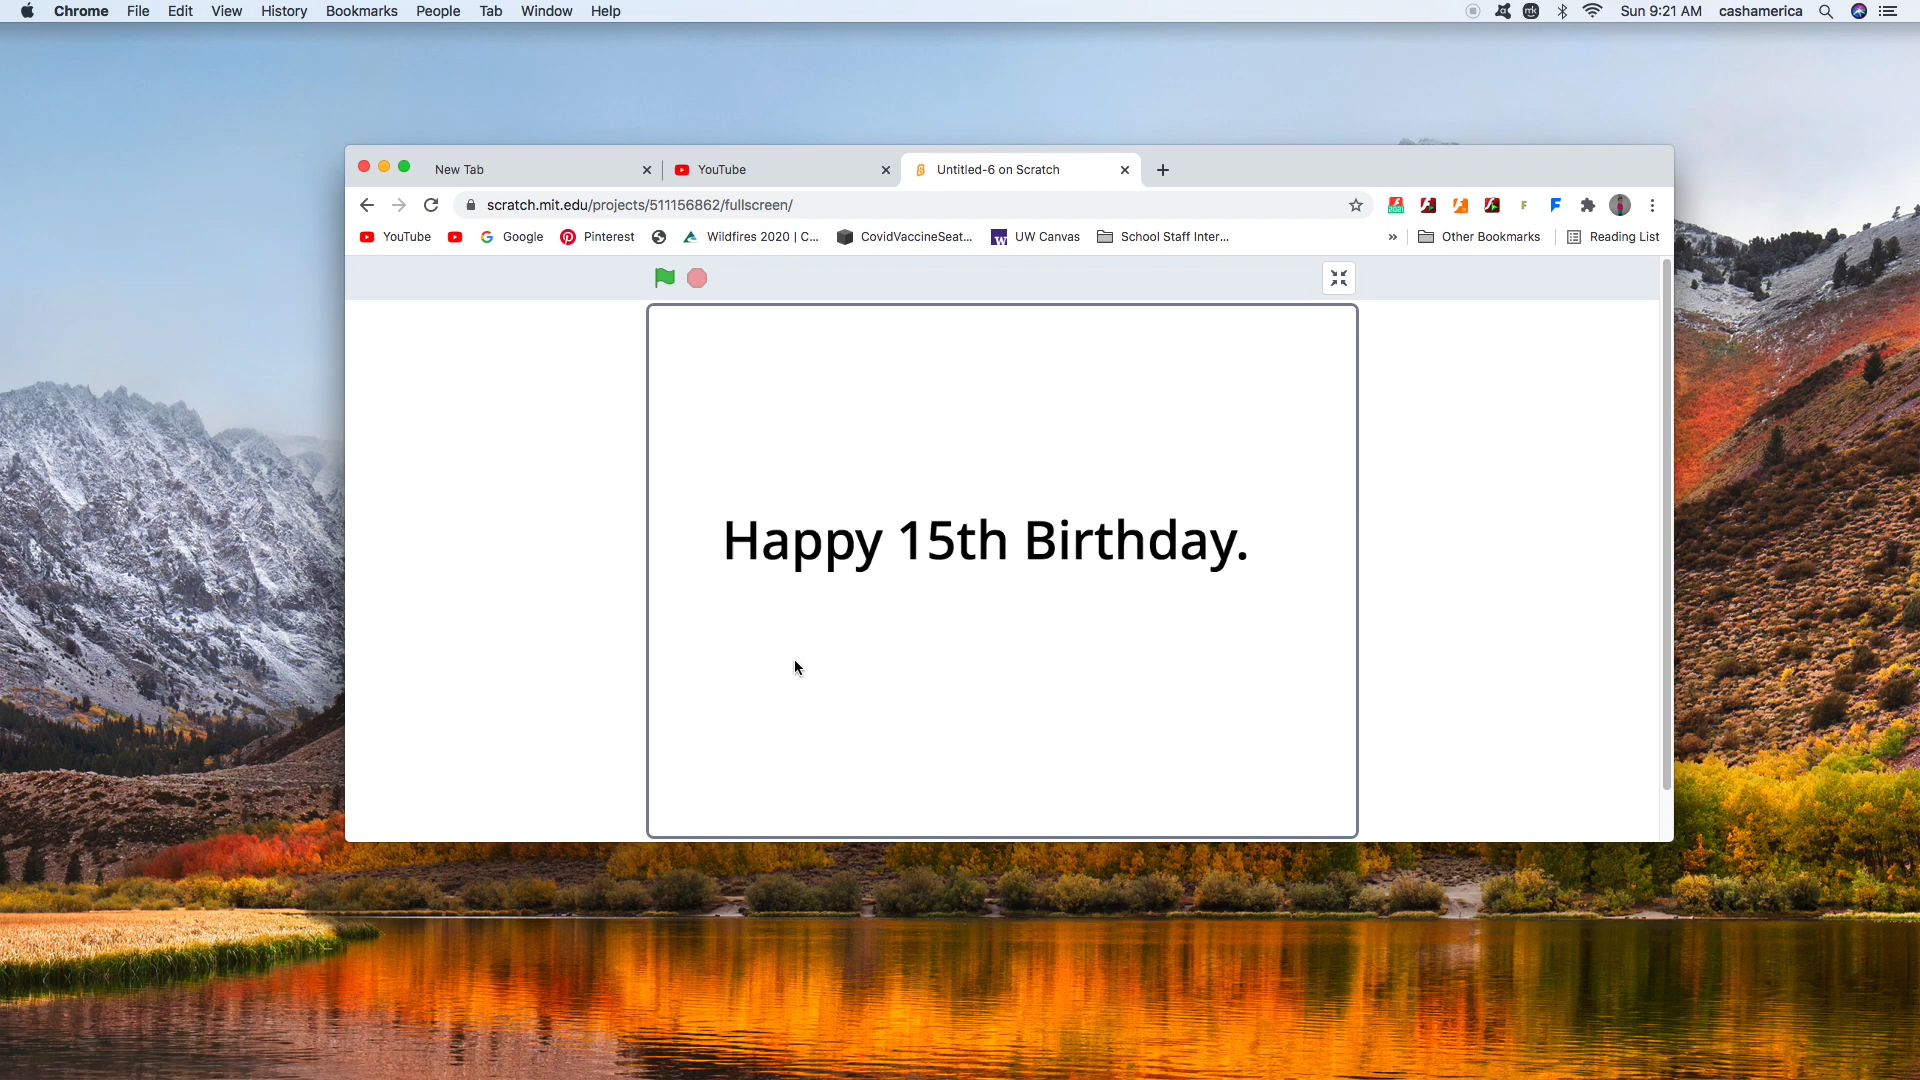 Chrome File Edit View History Bookmarks People Tab Window Help
mk Sun 9:21 AM cashamerica
New Tab YouTube Untitled-6 on Scratch
scratch.mit.edu/projects/511156862/fullscreen/
YouTube Google Pinterest Wildfires 2020 | C... CovidVaccineSeat... UW Canvas School Staff Inter... » Other Bookmarks Reading List
Happy 15th Birthday.